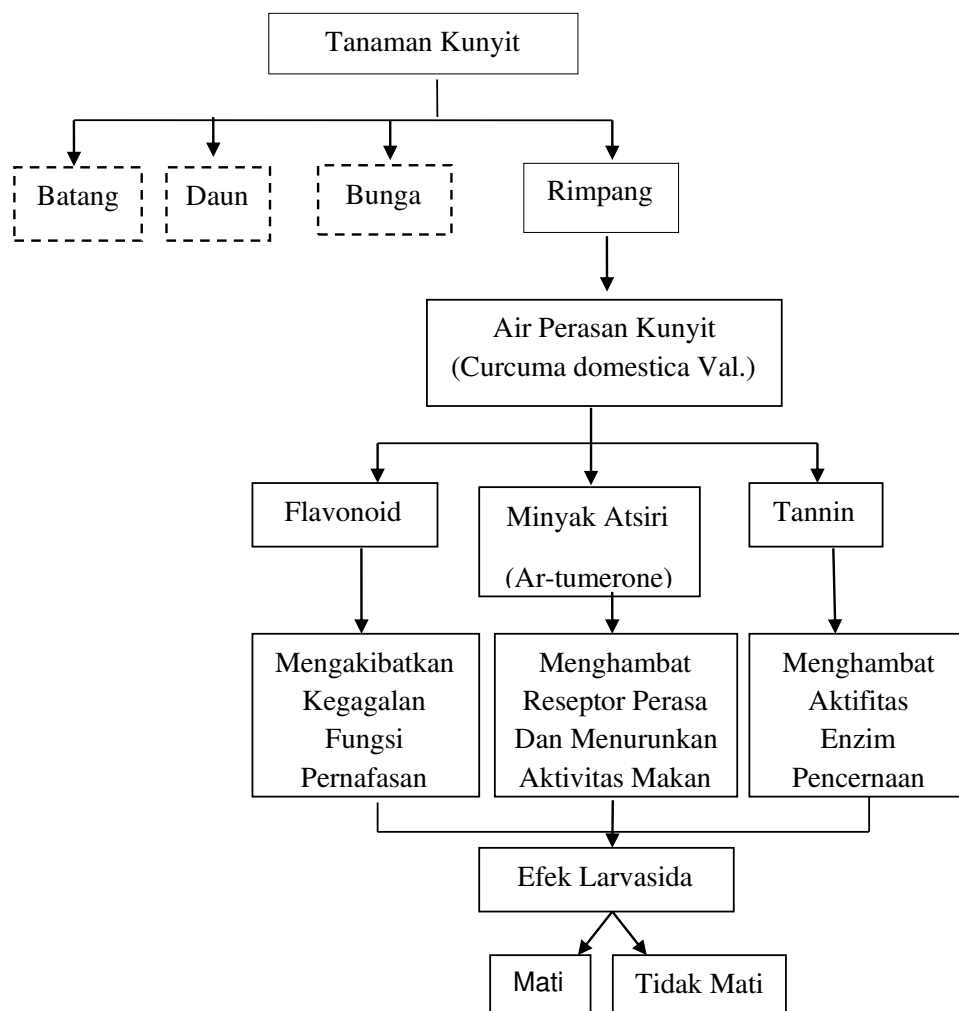 Tanaman Kunyit
Batang
Daun
Bunga
Rimpang
Air Perasan Kunyit
(Curcuma domestica Val.)
Flavonoid
Minyak Atsiri
(Ar-tumerone)
Tannin
Mengakibatkan
Kegagalan
Fungsi
Pernafasan
Menghambat
Reseptor Perasa
Dan Menurunkan
Aktivitas Makan
Menghambat
Aktifitas
Enzim
Pencernaan
Efek Larvasida
Mati
Tidak Mati